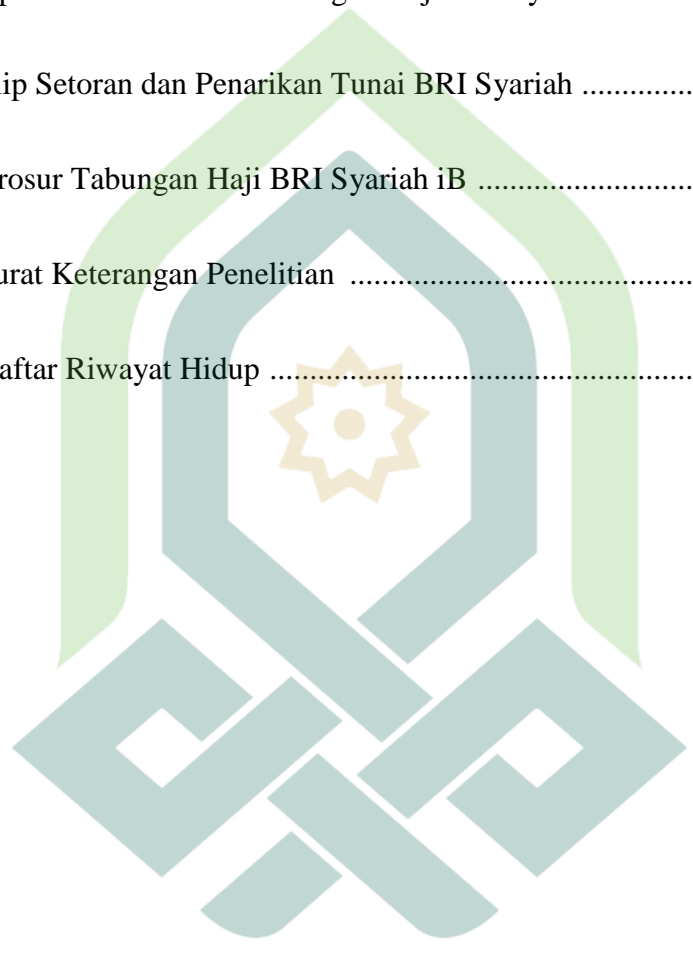 ip Setoran dan Penarikan Tunai BRI Syariah ..............
rosur Tabungan Haji BRI Syariah iB ...........................
urat Keterangan Penelitian ..........................................
aftar Riwayat Hidup ....................................................